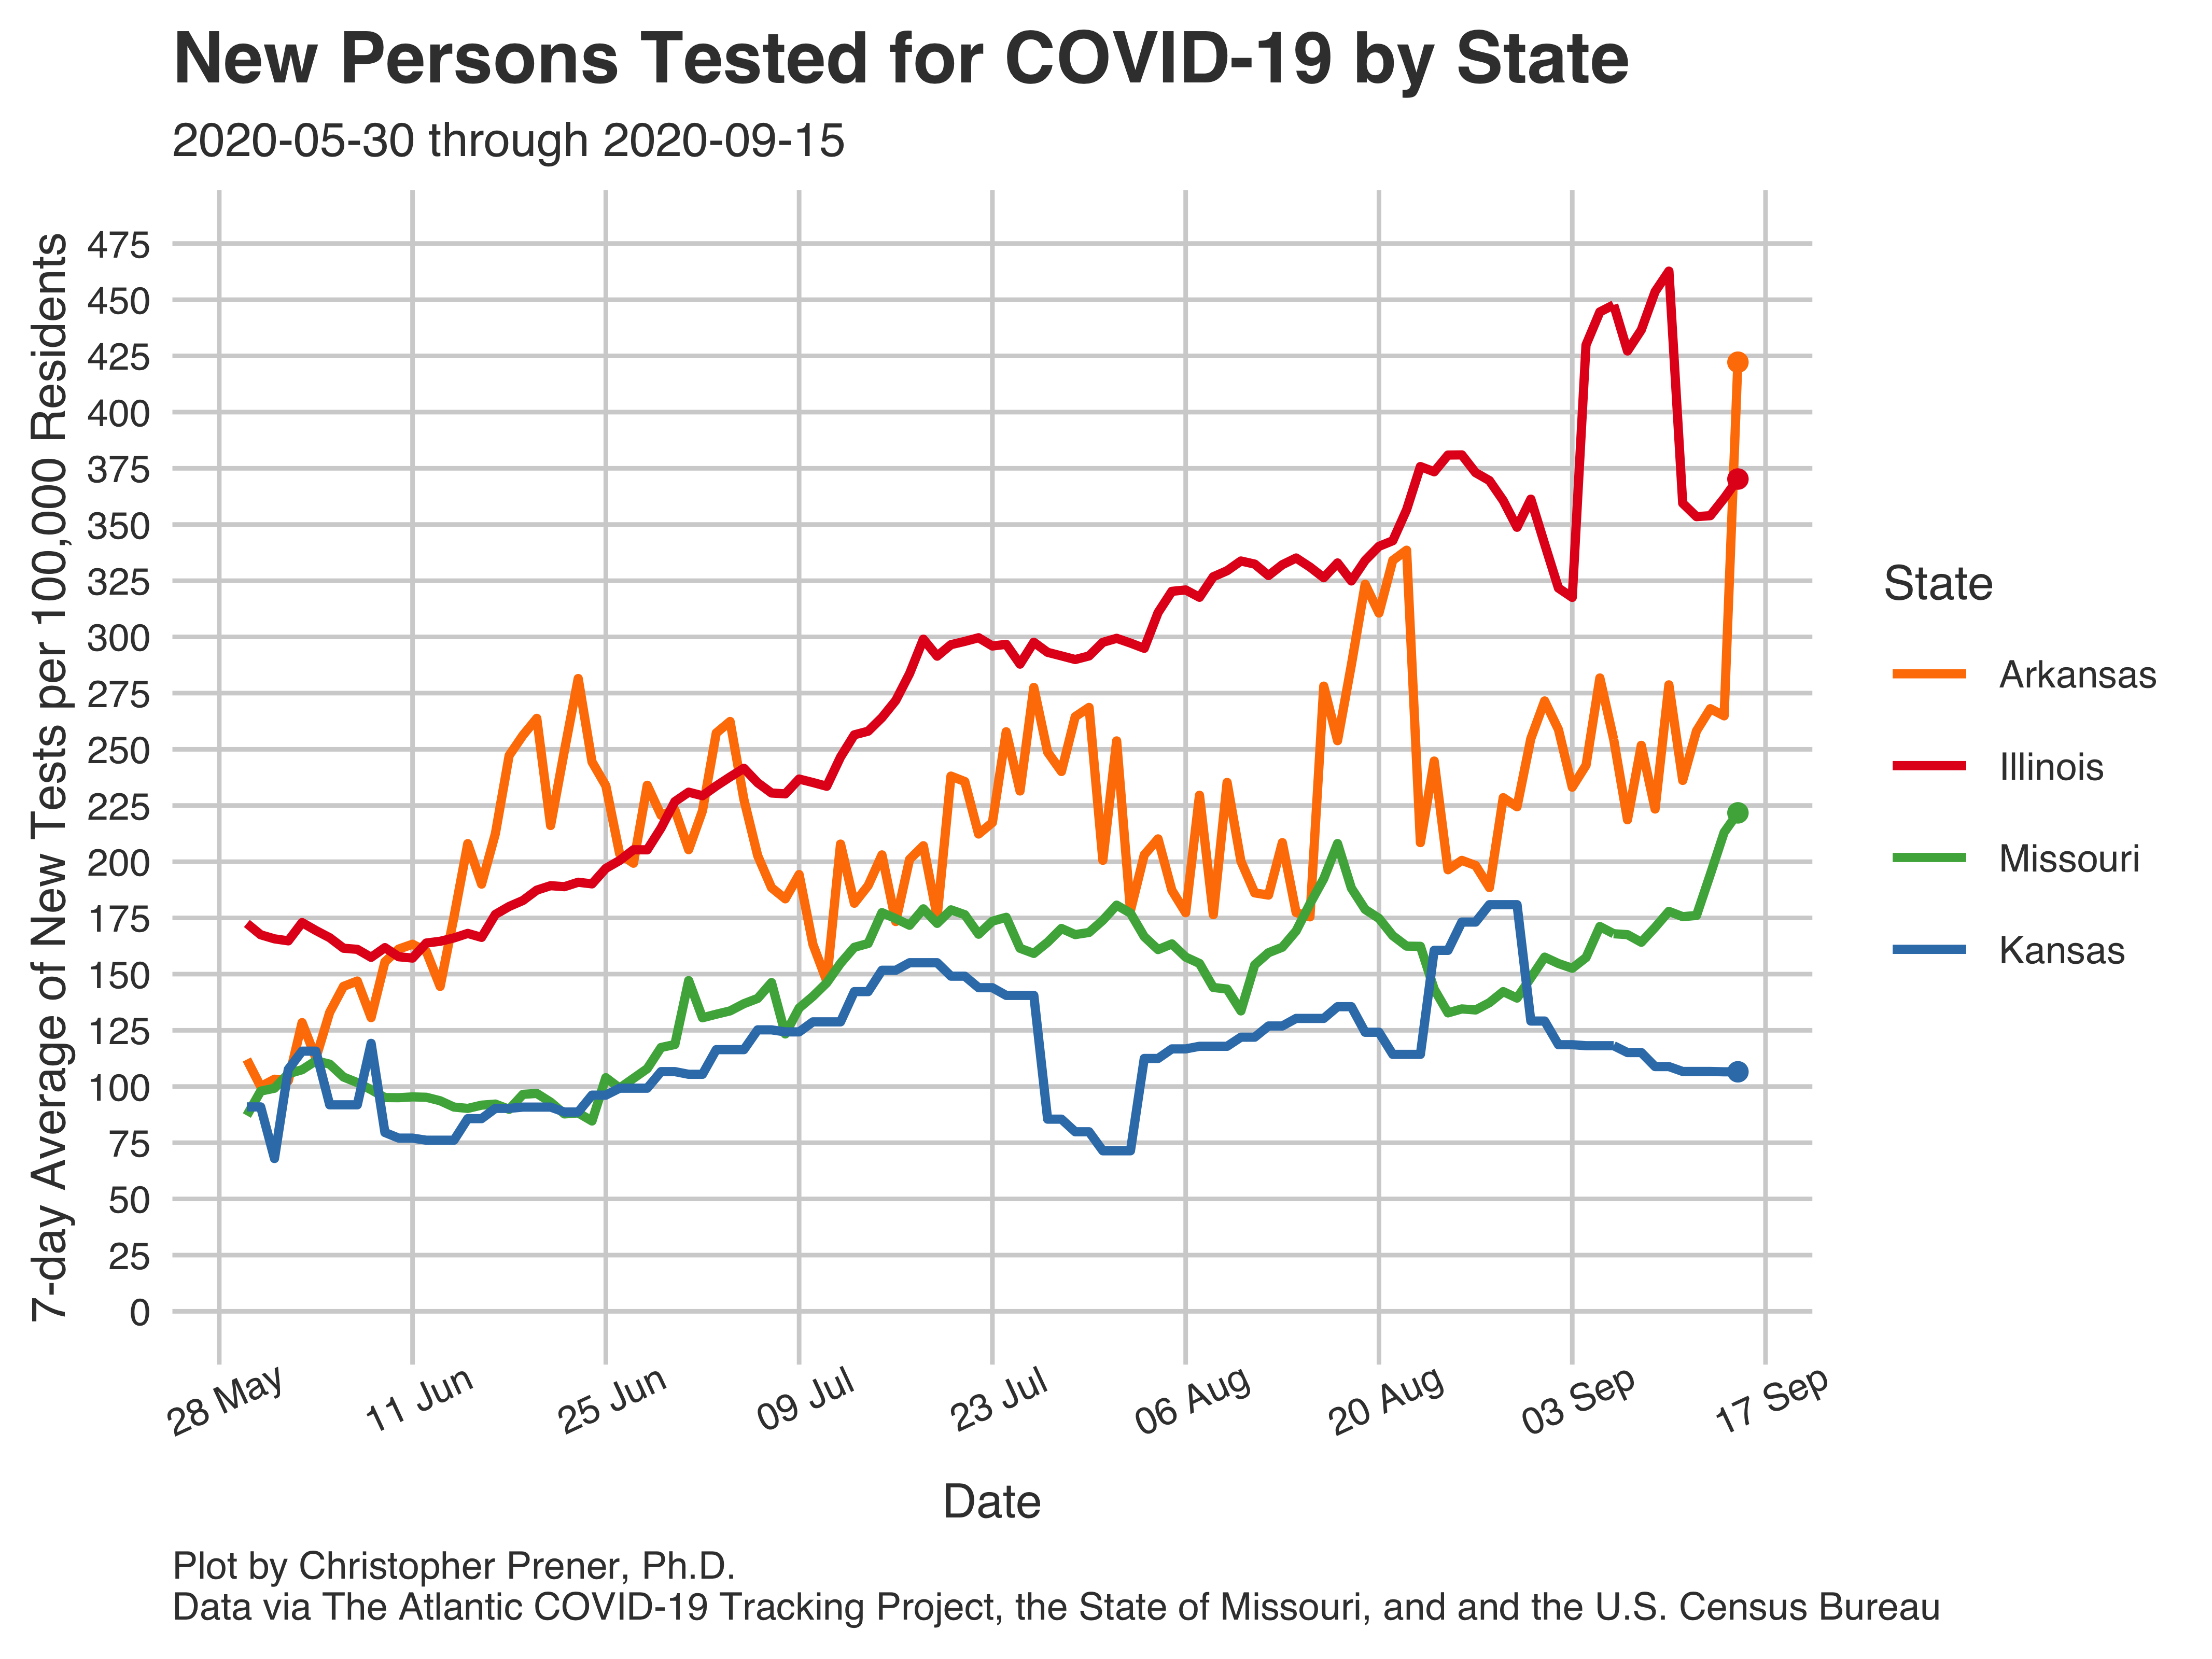 New Persons Tested for COVID-19 by State
2020-05-30 through 2020-09-15
7-day Average of New Tests per 100,000 Residents
475
450
425
400
375
350
325
300
275
250
225
200
175
150
125
100
75
50
25
0
28 May
11 Jun
25 Jun
09 Jul
23 Jul
06 Aug
20 Aug
03 Sep
17 Sep
Date
State
Arkansas
Illinois
Missouri
Kansas
Plot by Christopher Prener, Ph.D.
Data via The Atlantic COVID-19 Tracking Project, the State of Missouri, and and the U.S. Census Bureau